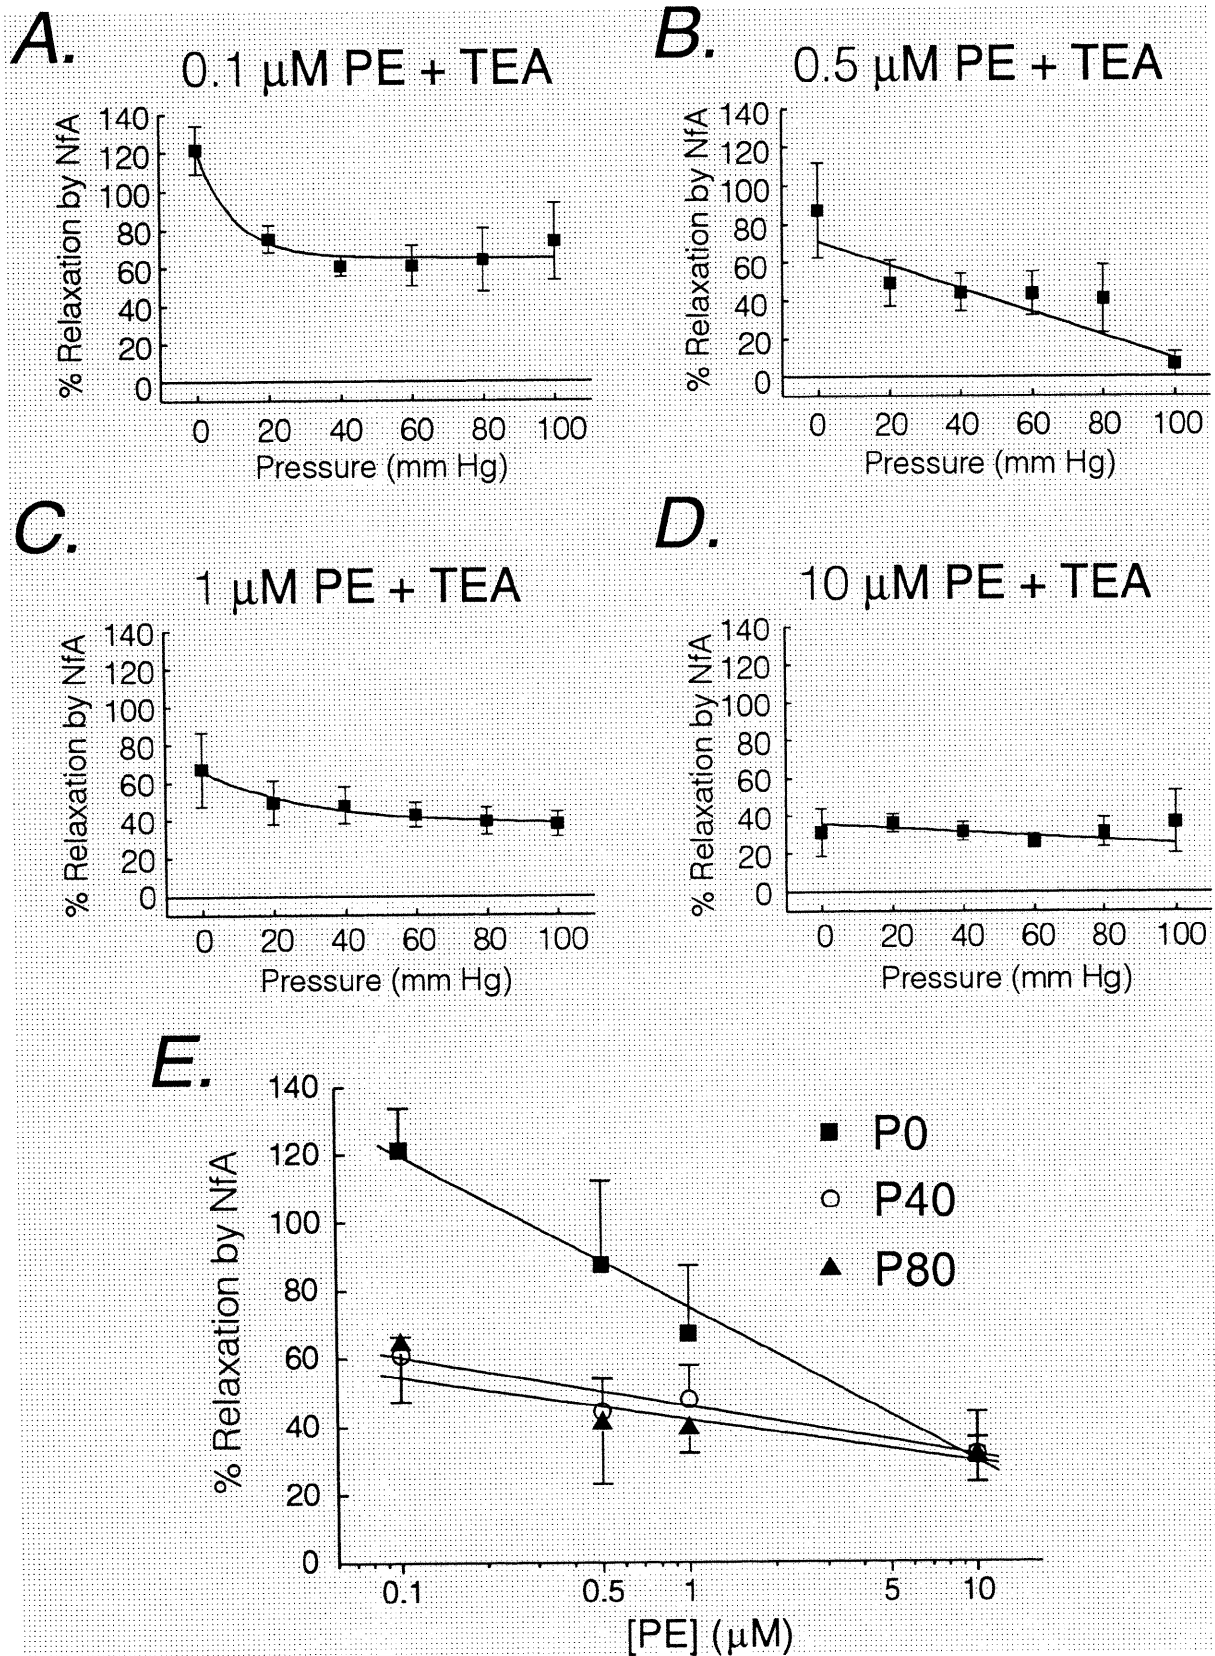 A.
0.1 μM PE + TEA
% Relaxation by NfA
140
120
100
80
60
40
20
0
0 20 40 60 80 100
Pressure (mm Hg)
B.
0.5 μM PE + TEA
% Relaxation by NfA
140
120
100
80
60
40
20
0
0 20 40 60 80 100
Pressure (mm Hg)
C.
1 μM PE + TEA
% Relaxation by NfA
140
120
100
80
60
40
20
0
0 20 40 60 80 100
Pressure (mm Hg)
D.
10 μM PE + TEA
% Relaxation by NfA
140
120
100
80
60
40
20
0
0 20 40 60 80 100
Pressure (mm Hg)
E.
% Relaxation by NfA
140
120
100
80
60
40
20
0
P0
P40
P80
0.1 0.5 1 5 10
[PE] (μM)